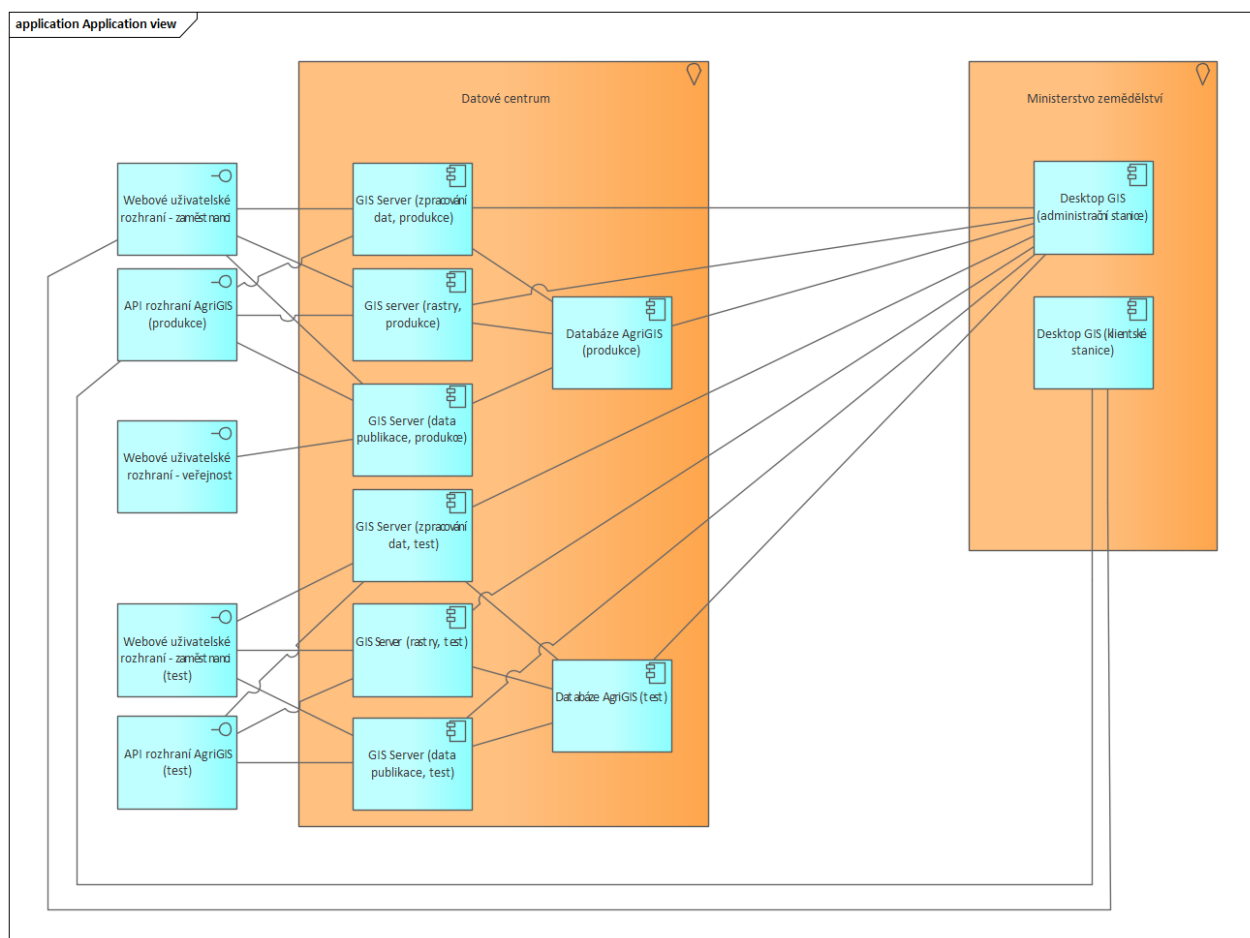 application Application view
Datové centrum
Ministerstvo zemědělství
Webové uživatelské
rozhraní - zaměstnanci
GIS Server (zpracování
dat, produkce)
Desktop GIS
(administrační stanice)
API rozhraní AgriGIS
(produkce)
GIS server (rastry,
produkce)
Databáze AgriGIS
(produkce)
Desktop GIS (klientské
stanice)
GIS Server (data
publikace, produkce)
Webové uživatelské
rozhraní - veřejnost
GIS Server (zpracování
dat, test)
Webové uživatelské
rozhraní - zaměstnanci
(test)
GIS Server (rastry, test)
Databáze AgriGIS (test)
API rozhraní AgriGIS
(test)
GIS Server (data
publikace, test)